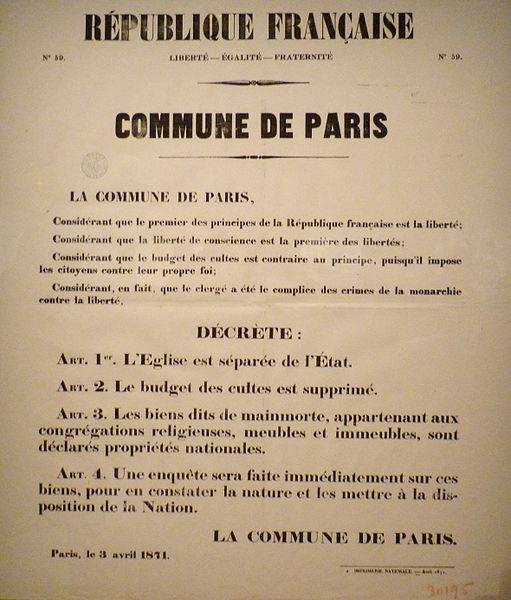 RÉPUBLIQUE FRANÇAISE
N° 59. LIBERTÉ — ÉGALITÉ — FRATERNITÉ N° 59.
COMMUNE DE PARIS
LA COMMUNE DE PARIS,
Considérant que le premier des principes de la République française est la liberté;
Considérant que la liberté de conscience est la première des libertés;
Considérant que le budget des cultes est contraire au principe, puisqu'il impose
les citoyens contre leur propre foi;
Considérant, en fait, que le clergé a été le complice des crimes de la monarchie
contre la liberté,
DÉCRÈTE :
ART. 1er. L'Eglise est séparée de l'État.
ART. 2. Le budget des cultes est supprimé.
ART. 3. Les biens dits de mainmorte, appartenant aux
congrégations religieuses, meubles et immeubles, sont
déclarés propriétés nationales.
ART. 4. Une enquête sera faite immédiatement sur ces
biens, pour en constater la nature et les mettre à la dis-
position de la Nation.
LA COMMUNE DE PARIS.
Paris, le 3 avril 1871.
IMPRIMERIE NATIONALE — Avril 1871.
30195